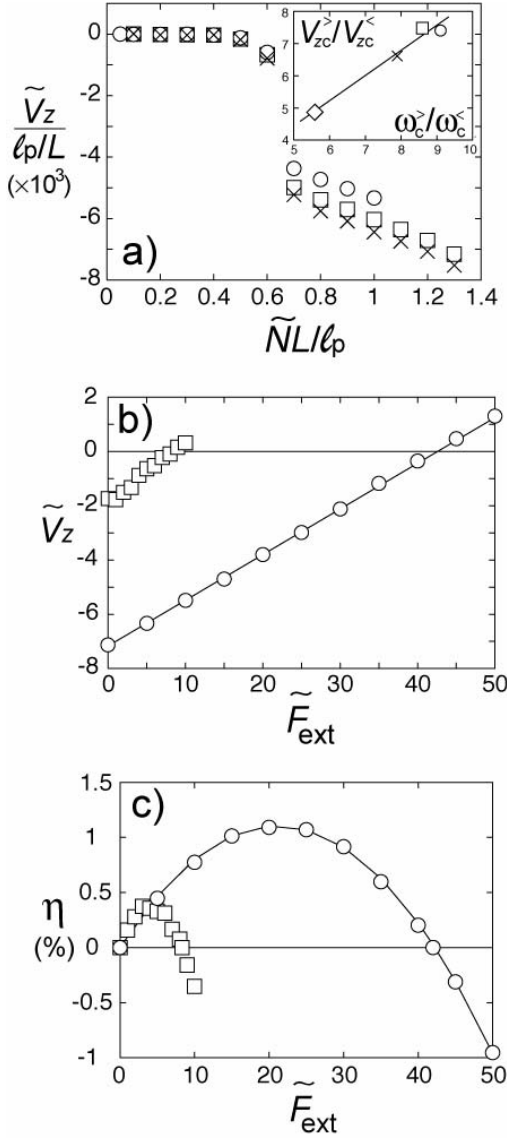 0
-2
-4
-6
-8
Ṽz
ℓp/L
(×10³)
a)
8
7
6
5
4
V>zc/V<zc
ω>c/ω<c
5 6 7 8 9 10
0 0.2 0.4 0.6 0.8 1 1.2 1.4
ÑL/ℓp
b)
2
0
-2
-4
-6
-8
Ṽz
0 10 20 30 40 50
F̃ext
c)
1.5
1
0.5
0
-0.5
-1
η
(%)
0 10 20 30 40 50
F̃ext